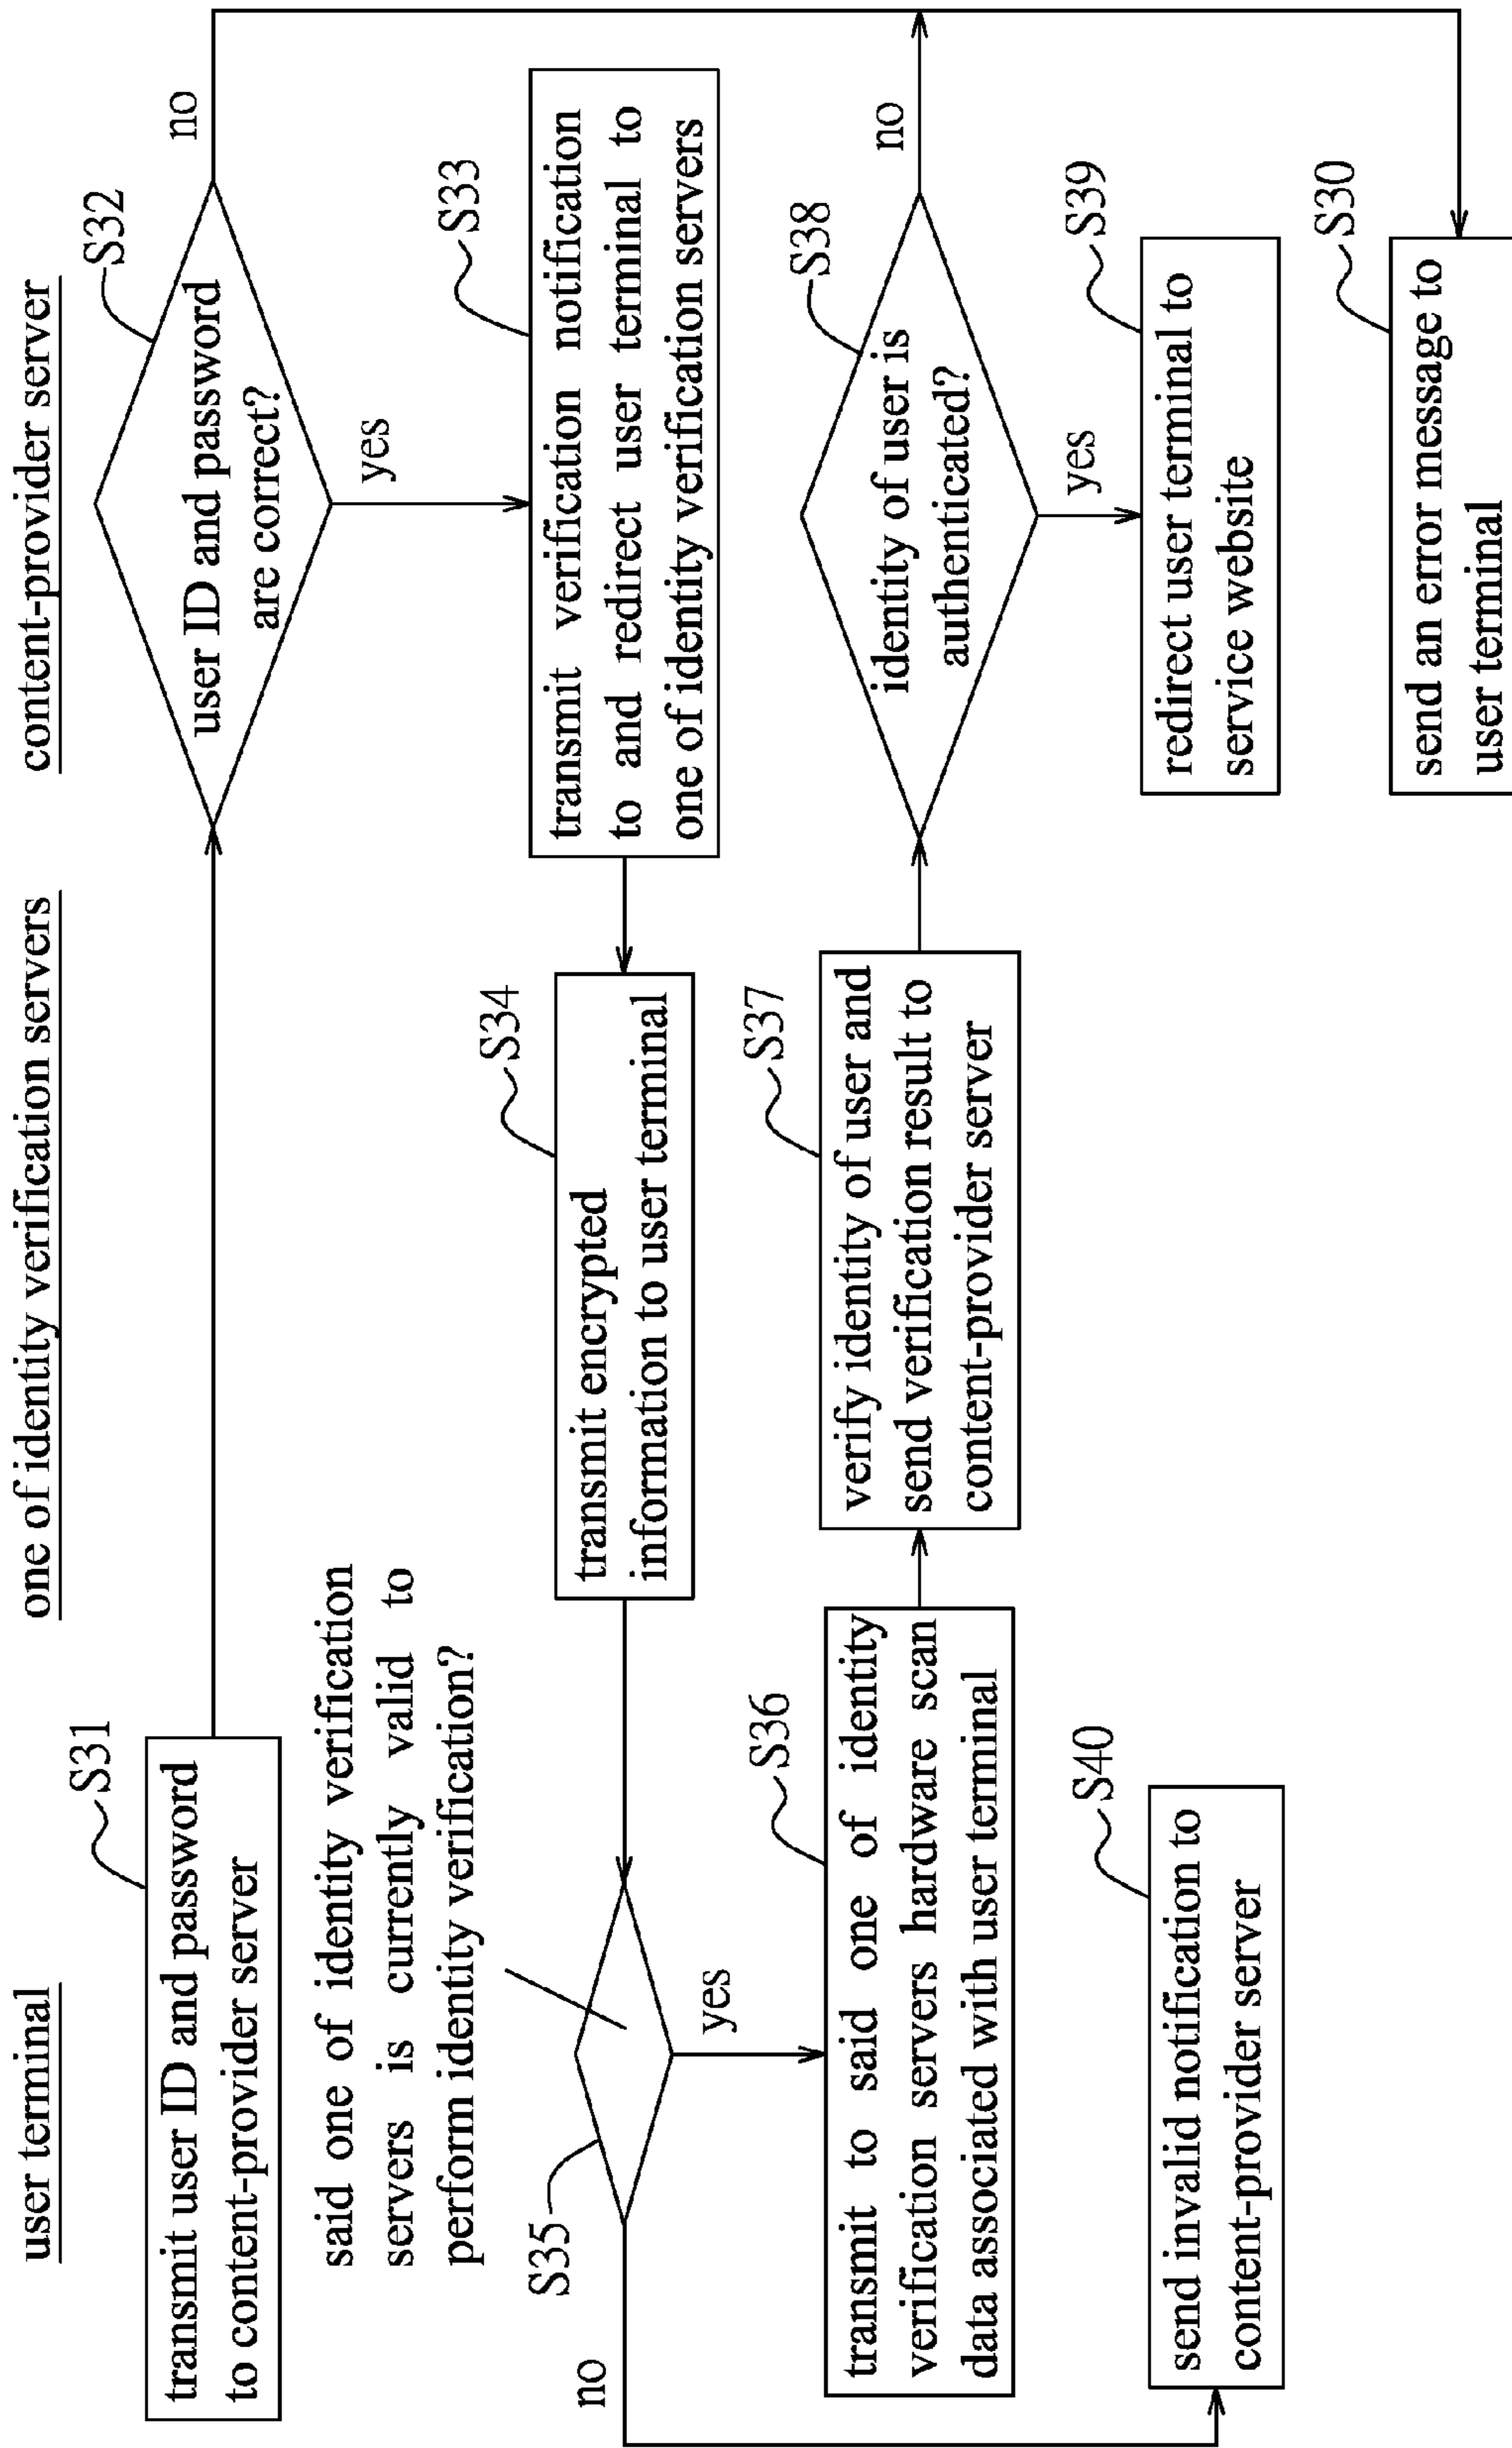 user terminal
one of identity verification servers
content-provider server
S31
transmit user ID and password
to content-provider server
S32
user ID and password
are correct?
no
yes
S33
transmit verification notification
to and redirect user terminal to
one of identity verification servers
S34
transmit encrypted
information to user terminal
said one of identity verification
servers is currently valid to
perform identity verification?
S35
no
yes
S36
transmit to said one of identity
verification servers hardware scan
data associated with user terminal
S37
verify identity of user and
send verification result to
content-provider server
S38
identity of user is
authenticated?
no
yes
S39
redirect user terminal to
service website
S40
send invalid notification to
content-provider server
S30
send an error message to
user terminal